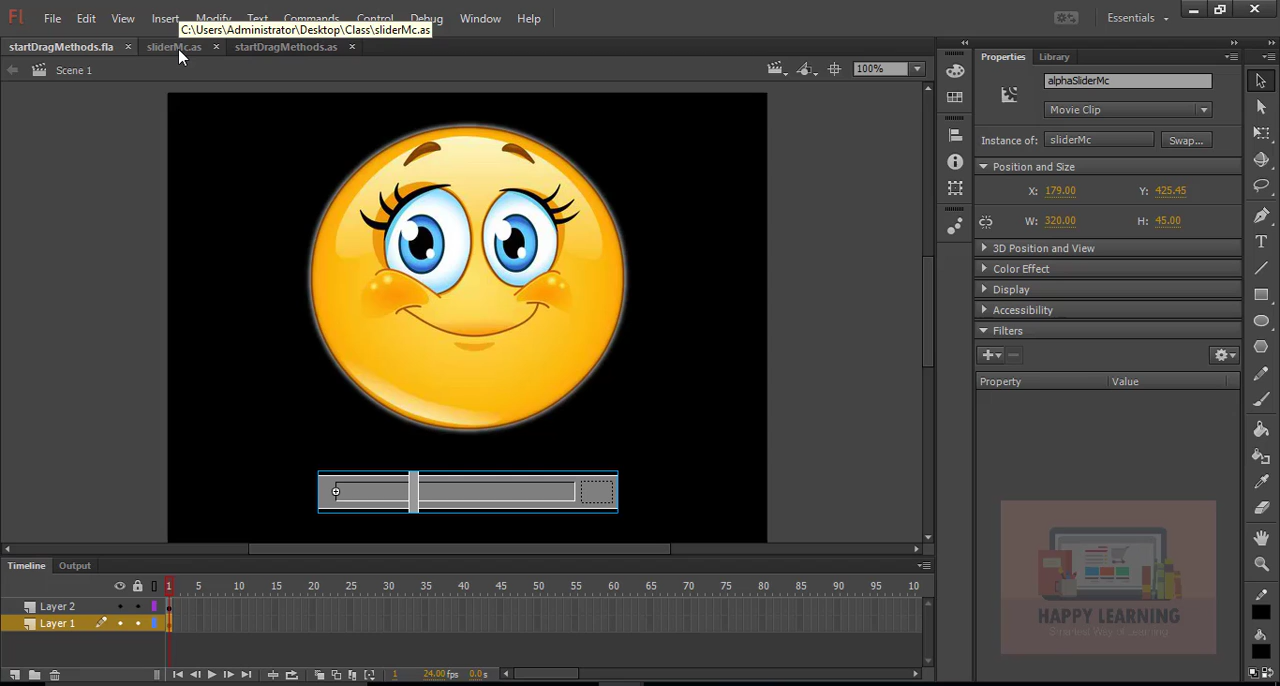 Fl File Edit View Insert Modify Text Commands Control Debug Window Help Essentials
C:\Users\Administrator\Desktop\Class\sliderMc.as
startDragMethods.fla × sliderMc.as × startDragMethods.as ×
Scene 1 100%
Properties Library
alphaSliderMc
Movie Clip
Instance of: sliderMc Swap...
Position and Size
X: 179.00 Y: 425.45
W: 320.00 H: 45.00
3D Position and View
Color Effect
Display
Accessibility
Filters
Property Value
HAPPY LEARNING
Timeline Output
1 5 10 15 20 25 30 35 40 45 50 55 60 65 70 75 80 85 90 95 10
Layer 2
Layer 1
1 24.00 fps 0.0 s